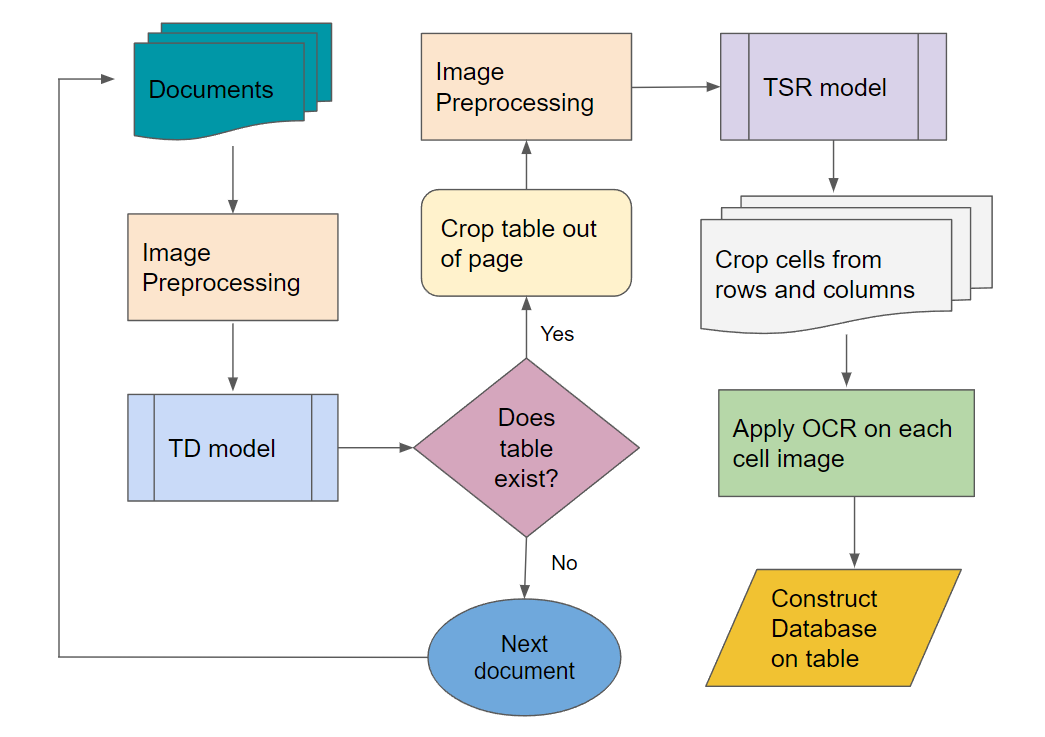 Documents
Image
Preprocessing
TD model
Does
table
exist?
Yes
No
Next
document
Crop table out
of page
Image
Preprocessing
TSR model
Crop cells from
rows and columns
Apply OCR on each
cell image
Construct
Database
on table